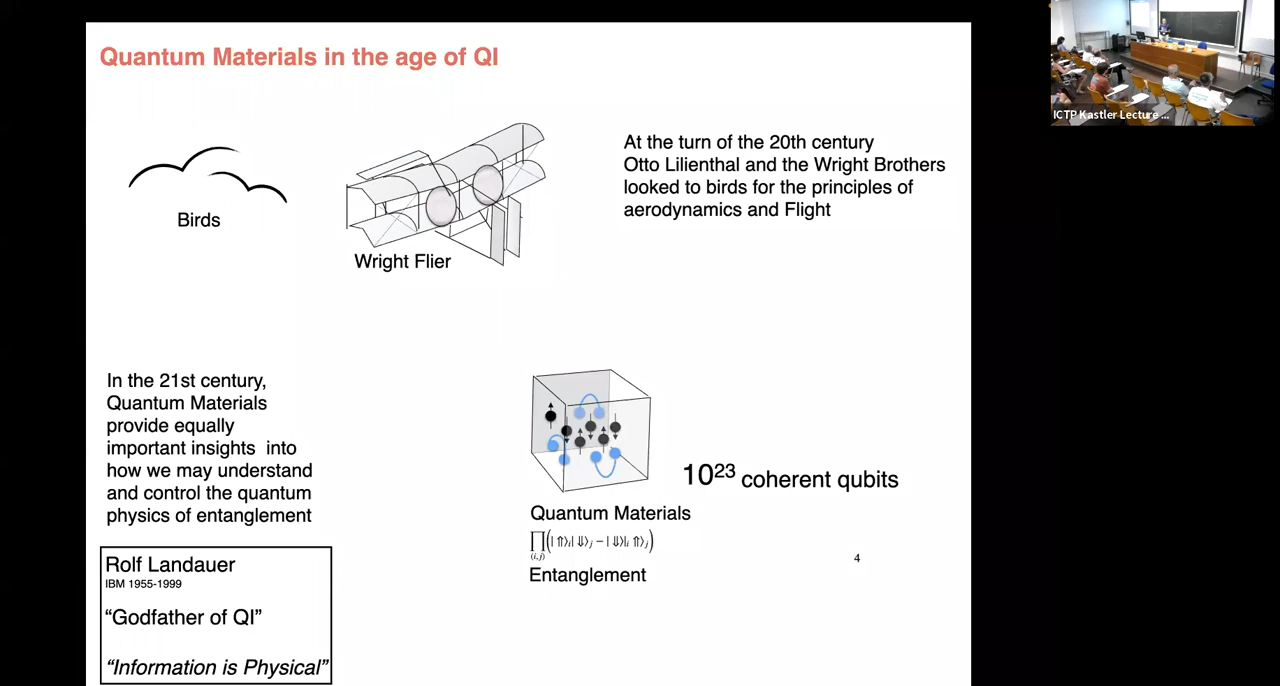 Quantum Materials in the age of QI
Birds
Wright Flier
At the turn of the 20th century
Otto Lilienthal and the Wright Brothers
looked to birds for the principles of
aerodynamics and Flight
In the 21st century,
Quantum Materials
provide equally
important insights into
how we may understand
and control the quantum
physics of entanglement
Rolf Landauer
IBM 1955-1999
“Godfather of QI”
“Information is Physical”
10²³ coherent qubits
Quantum Materials
∏(i,j)(|⇑⟩ᵢ|⇓⟩ⱼ − |⇓⟩|ᵢ ⇑⟩ⱼ)
Entanglement
4
ICTP Kastler Lecture ...